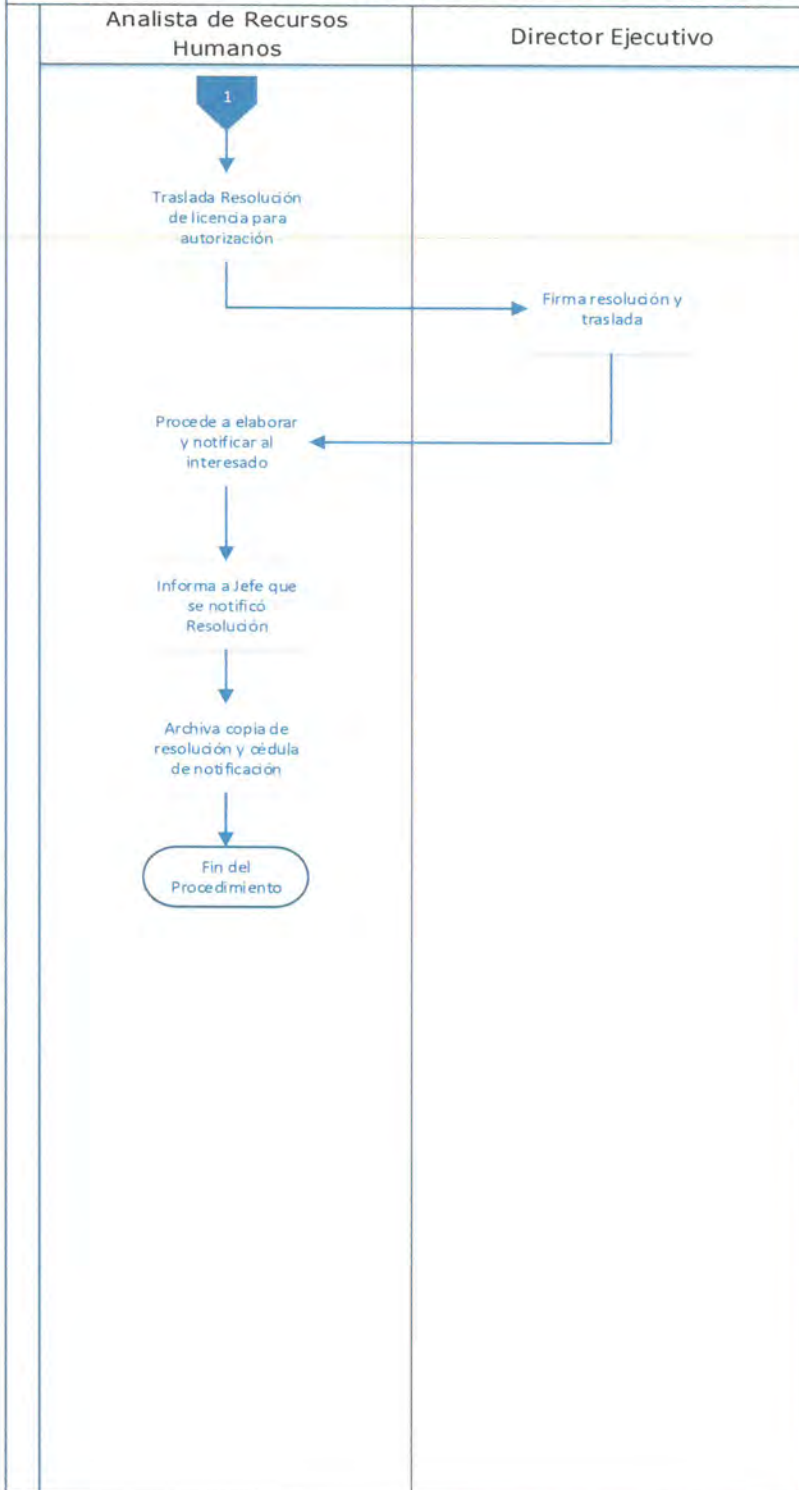 Analista de Recursos
Humanos
Director Ejecutivo
1
Traslada Resolución
de licencia para
autorización
Firma resolución y
traslada
Procede a elaborar
y notificar al
interesado
Informa a Jefe que
se notificó
Resolución
Archiva copia de
resolución y cédula
de notificación
Fin del
Procedimiento